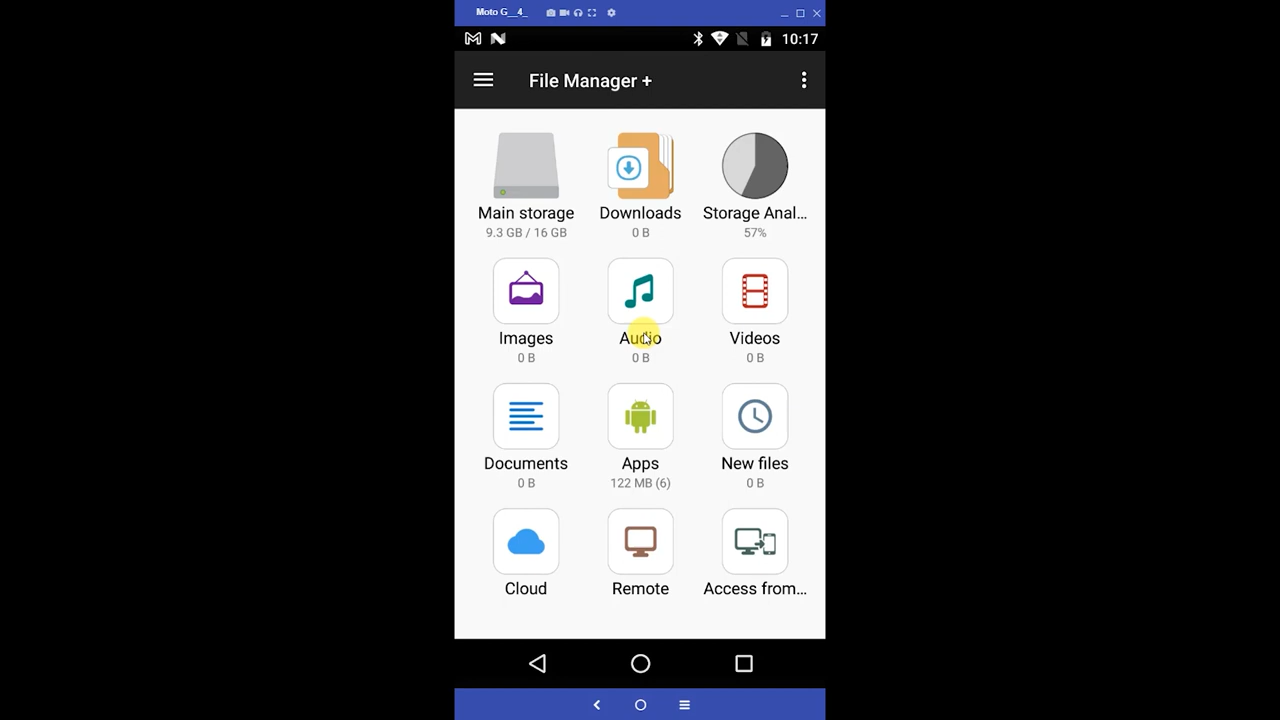 Moto G__4_
10:17
File Manager +
Main storage
9.3 GB / 16 GB
Downloads
0 B
Storage Anal...
57%
Images
0 B
Audio
0 B
Videos
0 B
Documents
0 B
Apps
122 MB (6)
New files
0 B
Cloud
Remote
Access from...